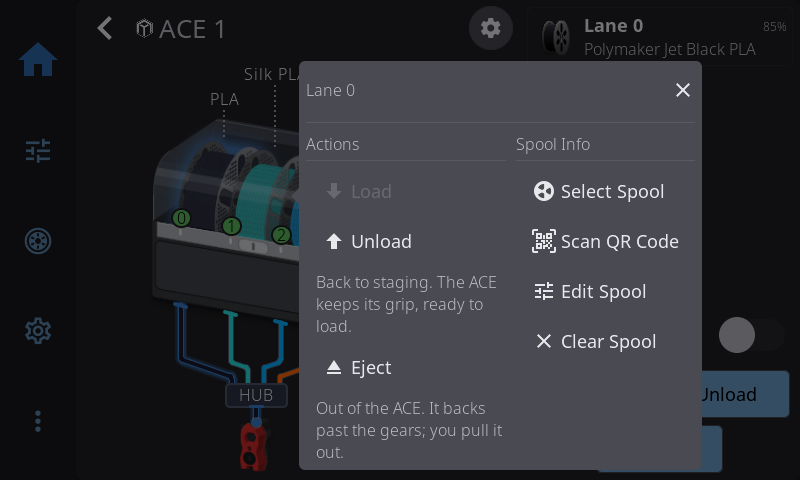 ACE 1
Lane 0
85%
Polymaker Jet Black PLA
Silk PLA
PLA
0
1
2
HUB
Lane 0
Actions
Load
Unload
Back to staging. The ACE
keeps its grip, ready to
load.
Eject
Out of the ACE. It backs
past the gears; you pull it
out.
Spool Info
Select Spool
Scan QR Code
Edit Spool
Clear Spool
Unload